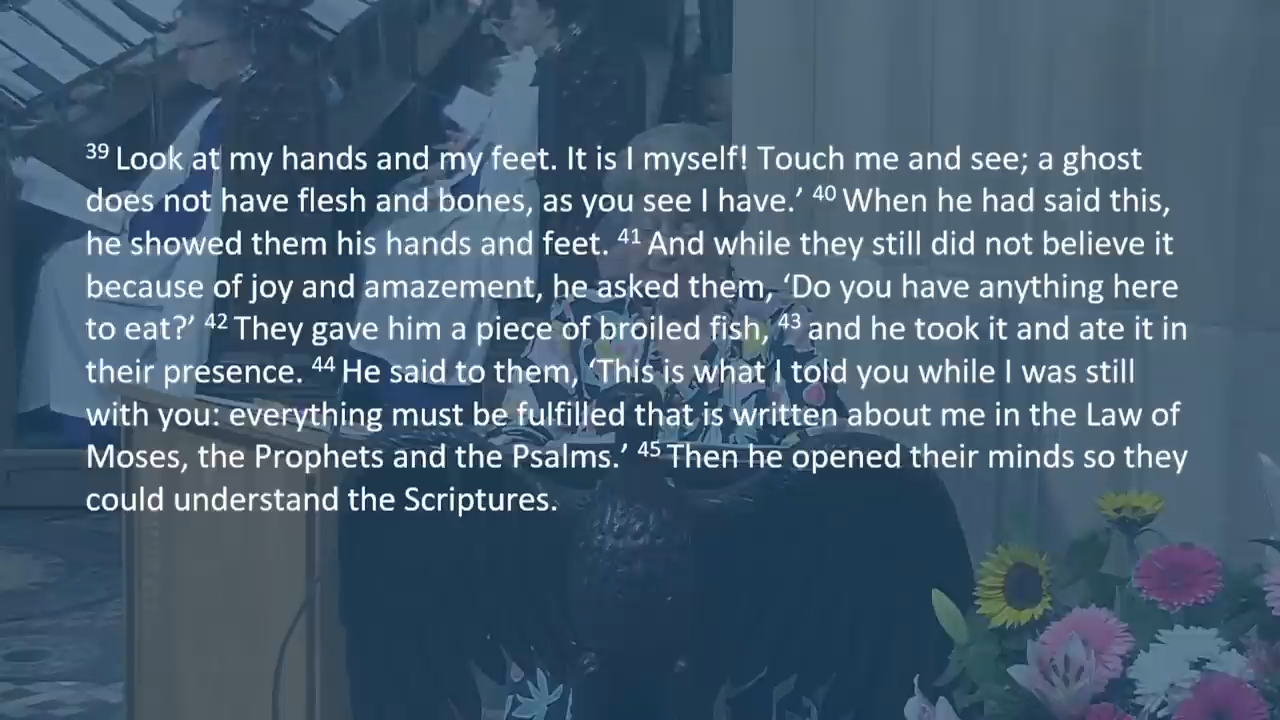 39 Look at my hands and my feet. It is I myself! Touch me and see; a ghost
does not have flesh and bones, as you see I have.’ 40 When he had said this,
he showed them his hands and feet. 41 And while they still did not believe it
because of joy and amazement, he asked them, ‘Do you have anything here
to eat?’ 42 They gave him a piece of broiled fish, 43 and he took it and ate it in
their presence. 44 He said to them, ‘This is what I told you while I was still
with you: everything must be fulfilled that is written about me in the Law of
Moses, the Prophets and the Psalms.’ 45 Then he opened their minds so they
could understand the Scriptures.